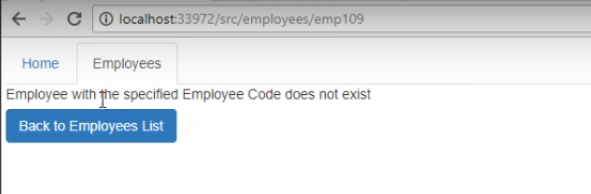 localhost:33972/src/employees/emp109
Home Employees
Employee with the specified Employee Code does not exist
Back to Employees List